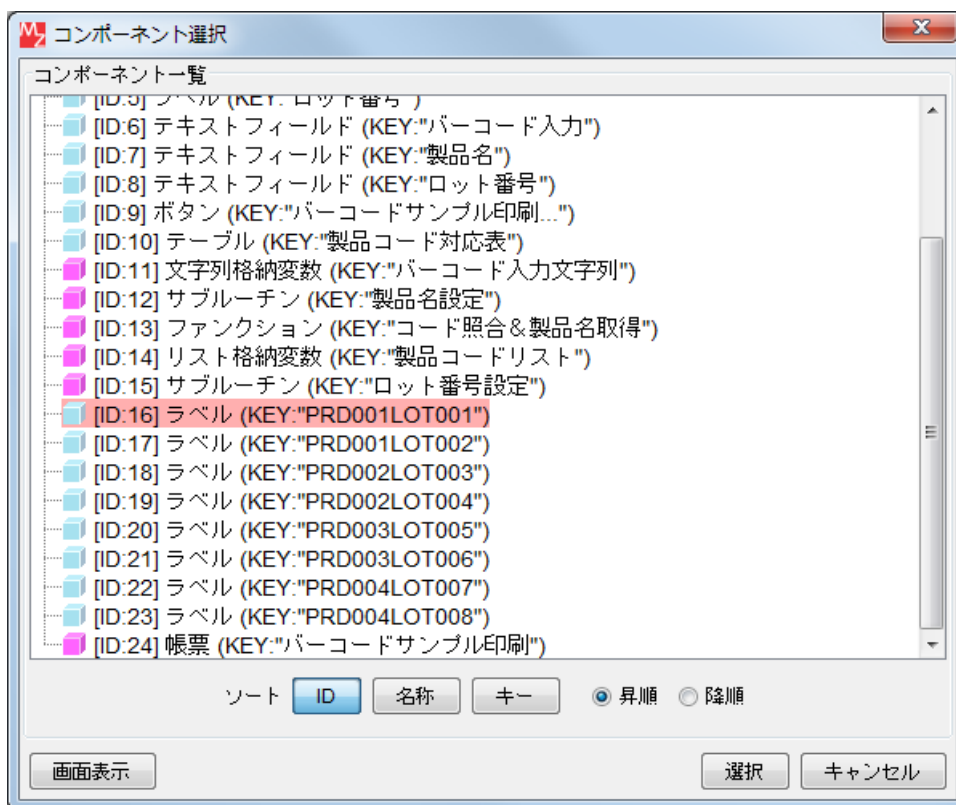 コンポーネント選択
コンポーネント一覧
[ID:5] ラベル (KEY:"ロット番号")
[ID:6] テキストフィールド (KEY:"バーコード入力")
[ID:7] テキストフィールド (KEY:"製品名")
[ID:8] テキストフィールド (KEY:"ロット番号")
[ID:9] ボタン (KEY:"バーコードサンプル印刷...")
[ID:10] テーブル (KEY:"製品コード対応表")
[ID:11] 文字列格納変数 (KEY:"バーコード入力文字列")
[ID:12] サブルーチン (KEY:"製品名設定")
[ID:13] ファンクション (KEY:"コード照合＆製品名取得")
[ID:14] リスト格納変数 (KEY:"製品コードリスト")
[ID:15] サブルーチン (KEY:"ロット番号設定")
[ID:16] ラベル (KEY:"PRD001LOT001")
[ID:17] ラベル (KEY:"PRD001LOT002")
[ID:18] ラベル (KEY:"PRD002LOT003")
[ID:19] ラベル (KEY:"PRD002LOT004")
[ID:20] ラベル (KEY:"PRD003LOT005")
[ID:21] ラベル (KEY:"PRD003LOT006")
[ID:22] ラベル (KEY:"PRD004LOT007")
[ID:23] ラベル (KEY:"PRD004LOT008")
[ID:24] 帳票 (KEY:"バーコードサンプル印刷")
ソート ID 名称 キー 昇順 降順
画面表示 選択 キャンセル